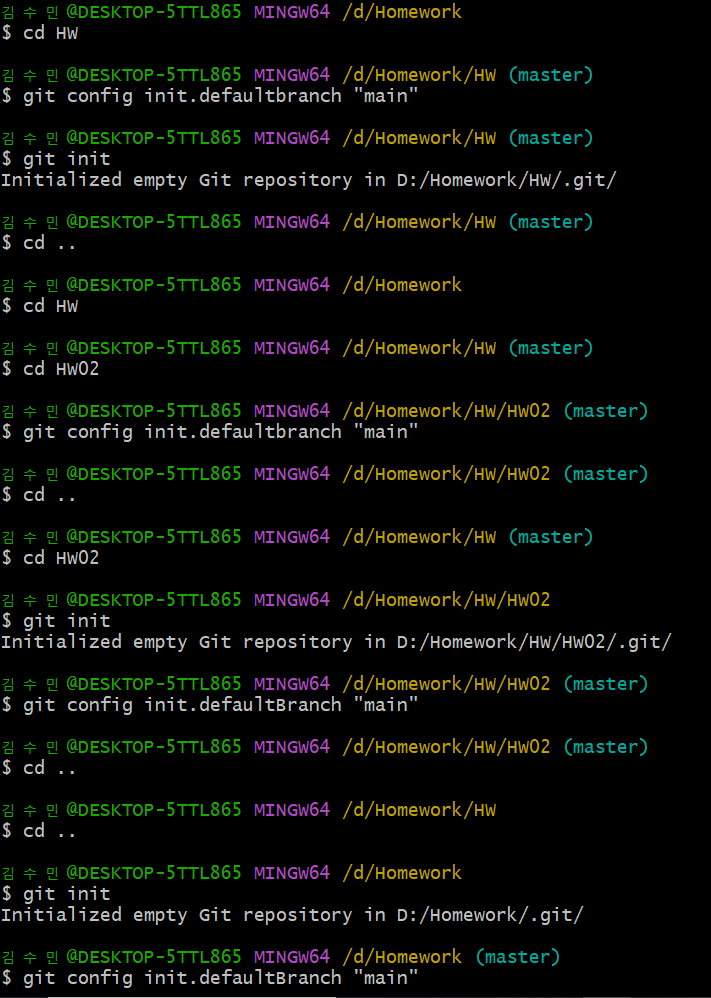 김 수 민 @DESKTOP-5TTL865 MINGW64 /d/Homework
$ cd HW
김 수 민 @DESKTOP-5TTL865 MINGW64 /d/Homework/HW (master)
$ git config init.defaultbranch "main"
김 수 민 @DESKTOP-5TTL865 MINGW64 /d/Homework/HW (master)
$ git init
Initialized empty Git repository in D:/Homework/HW/.git/
김 수 민 @DESKTOP-5TTL865 MINGW64 /d/Homework/HW (master)
$ cd ..
김 수 민 @DESKTOP-5TTL865 MINGW64 /d/Homework
$ cd HW
김 수 민 @DESKTOP-5TTL865 MINGW64 /d/Homework/HW (master)
$ cd HW02
김 수 민 @DESKTOP-5TTL865 MINGW64 /d/Homework/HW/HW02 (master)
$ git config init.defaultbranch "main"
김 수 민 @DESKTOP-5TTL865 MINGW64 /d/Homework/HW/HW02 (master)
$ cd ..
김 수 민 @DESKTOP-5TTL865 MINGW64 /d/Homework/HW (master)
$ cd HW02
김 수 민 @DESKTOP-5TTL865 MINGW64 /d/Homework/HW/HW02
$ git init
Initialized empty Git repository in D:/Homework/HW/HW02/.git/
김 수 민 @DESKTOP-5TTL865 MINGW64 /d/Homework/HW/HW02 (master)
$ git config init.defaultBranch "main"
김 수 민 @DESKTOP-5TTL865 MINGW64 /d/Homework/HW/HW02 (master)
$ cd ..
김 수 민 @DESKTOP-5TTL865 MINGW64 /d/Homework/HW
$ cd ..
김 수 민 @DESKTOP-5TTL865 MINGW64 /d/Homework
$ git init
Initialized empty Git repository in D:/Homework/.git/
김 수 민 @DESKTOP-5TTL865 MINGW64 /d/Homework (master)
$ git config init.defaultBranch "main"